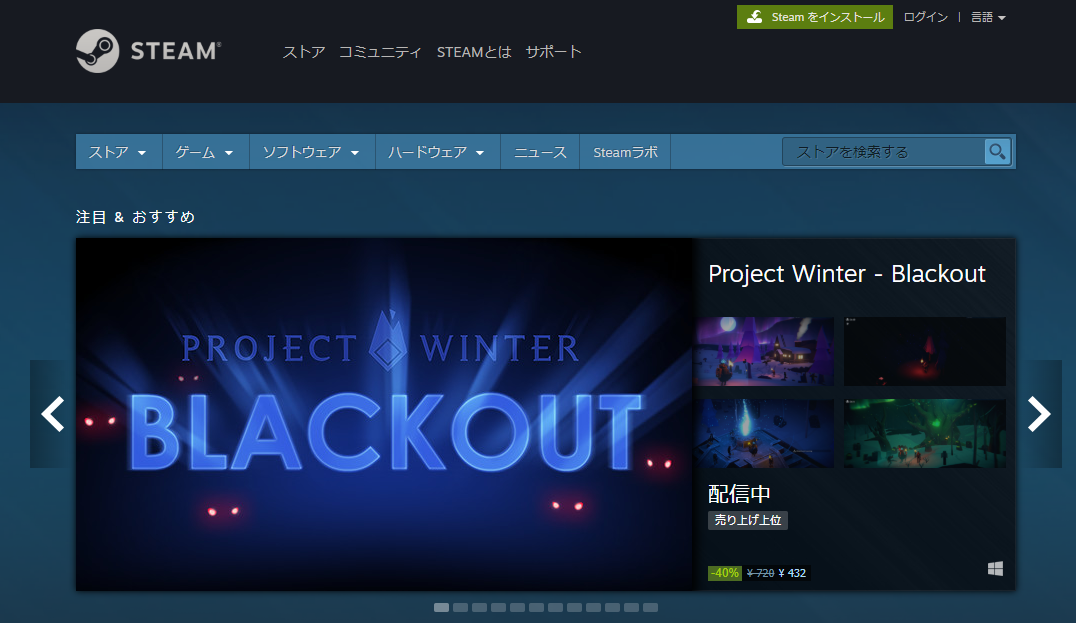 Steam をインストール ログイン | 言語
STEAM®
ストア コミュニティ STEAMとは サポート
ストア ゲーム ソフトウェア ハードウェア ニュース Steamラボ ストアを検索する
注目 & おすすめ
PROJECT WINTER
BLACKOUT
Project Winter - Blackout
配信中
売り上げ上位
-40% ¥ 720 ¥ 432